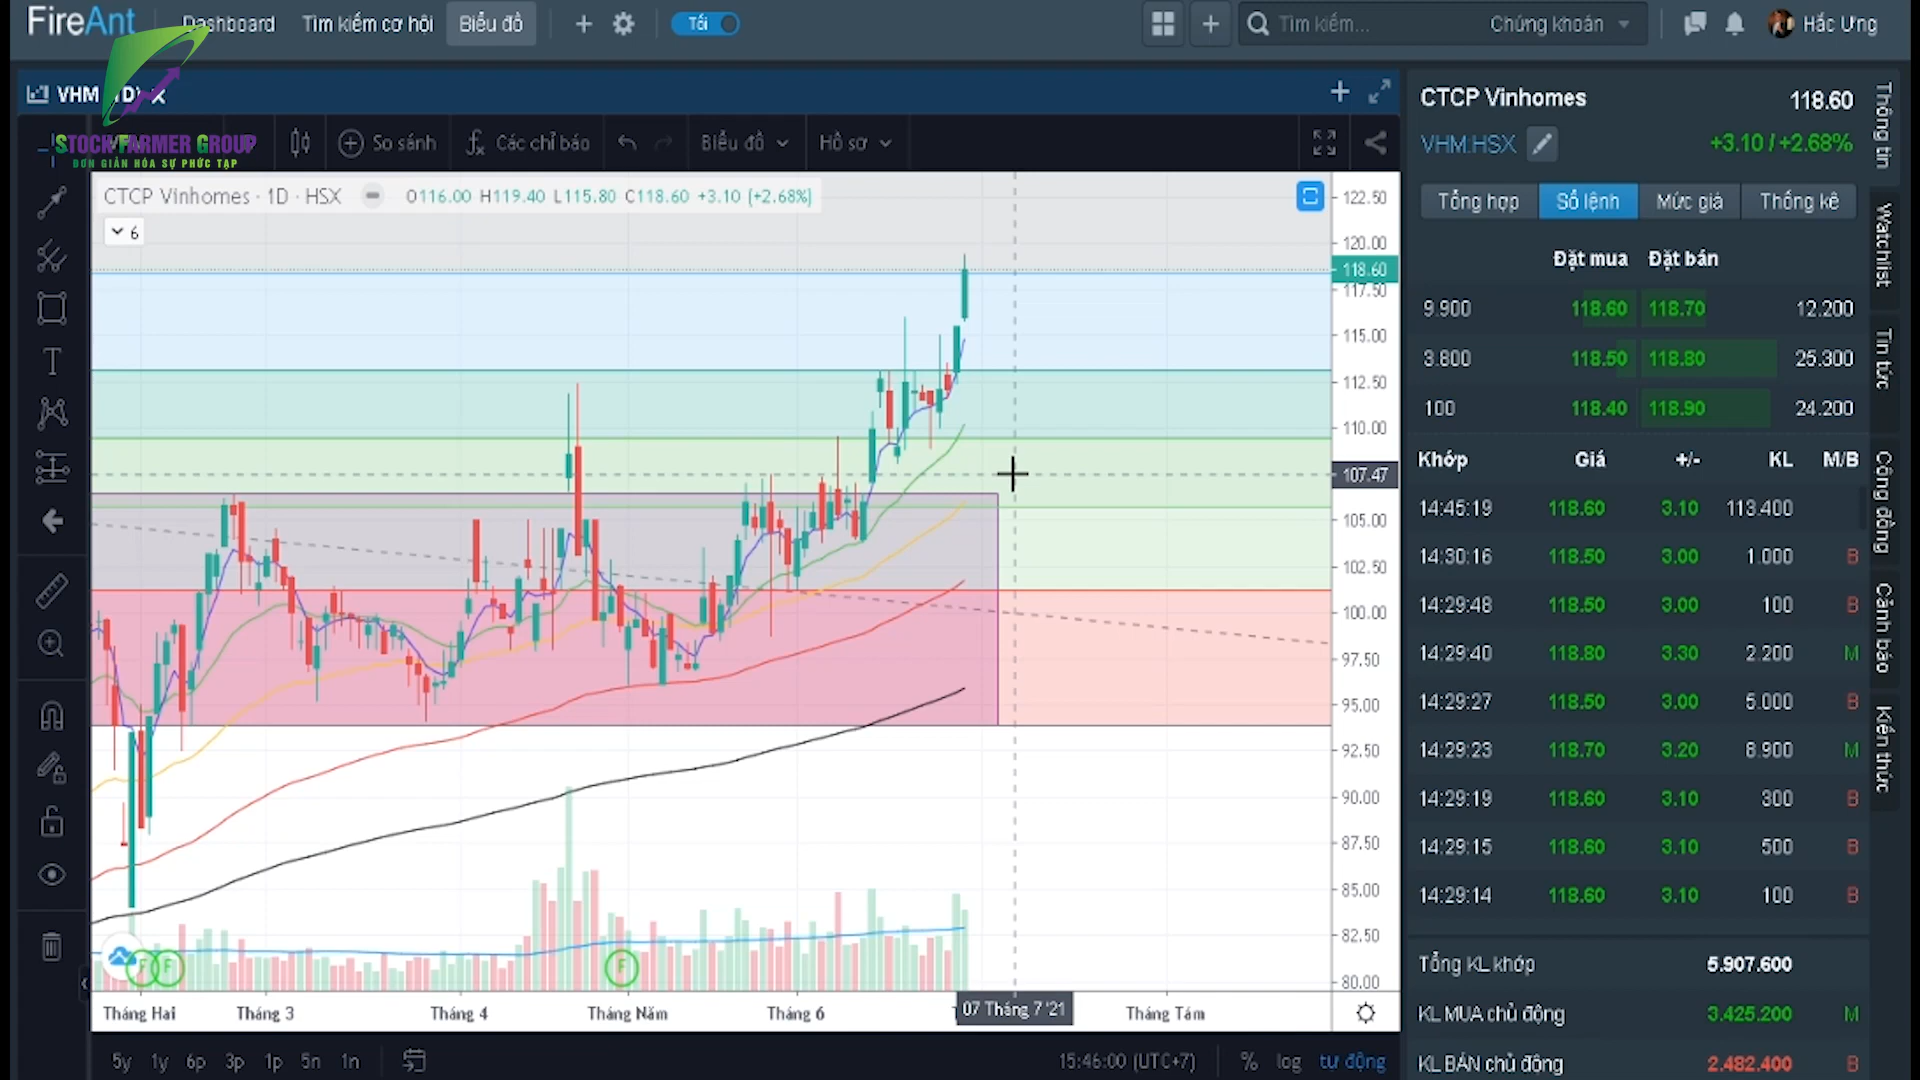 FireAnt Dashboard Tìm kiếm cơ hội Biểu đồ Tối Tìm kiếm... Chứng khoán Hắc Ưng
VHM
STOCK FARMER GROUP
ĐƠN GIẢN HÓA SỰ PHỨC TẠP
So sánh Các chỉ báo Biểu đồ Hồ sơ
CTCP Vinhomes · 1D · HSX O116.00 H119.40 L115.80 C118.60 +3.10 (+2.68%)
6
122.50
120.00
118.60
117.50
115.00
112.50
110.00
107.47
105.00
102.50
100.00
97.50
95.00
92.50
90.00
87.50
85.00
82.50
80.00
F F F
Tháng Hai Tháng 3 Tháng 4 Tháng Năm Tháng 6 07 Tháng 7 '21 Tháng Tám
5y 1y 6p 3p 1p 5n 1n 15:46:00 (UTC+7) % log tự động
CTCP Vinhomes 118.60
VHM:HSX +3.10 / +2.68%
Tổng hợp Sổ lệnh Mức giá Thống kê
Đặt mua Đặt bán
9.900 118.60 118.70 12.200
3.800 118.50 118.80 25.300
100 118.40 118.90 24.200
Khớp Giá +/- KL M/B
14:45:19 118.60 3.10 113.400
14:30:16 118.50 3.00 1.000 B
14:29:48 118.50 3.00 100 B
14:29:40 118.80 3.30 2.200 M
14:29:27 118.50 3.00 5.000 B
14:29:23 118.70 3.20 8.900 M
14:29:19 118.60 3.10 300 B
14:29:15 118.60 3.10 500 B
14:29:14 118.60 3.10 100 B
Tổng KL khớp 5.907.600
KL MUA chủ động 3.425.200 M
KL BÁN chủ động 2.482.400 B
Thông tin
Watchlist
Tin tức
Cộng đồng
Cảnh báo
Kiến thức